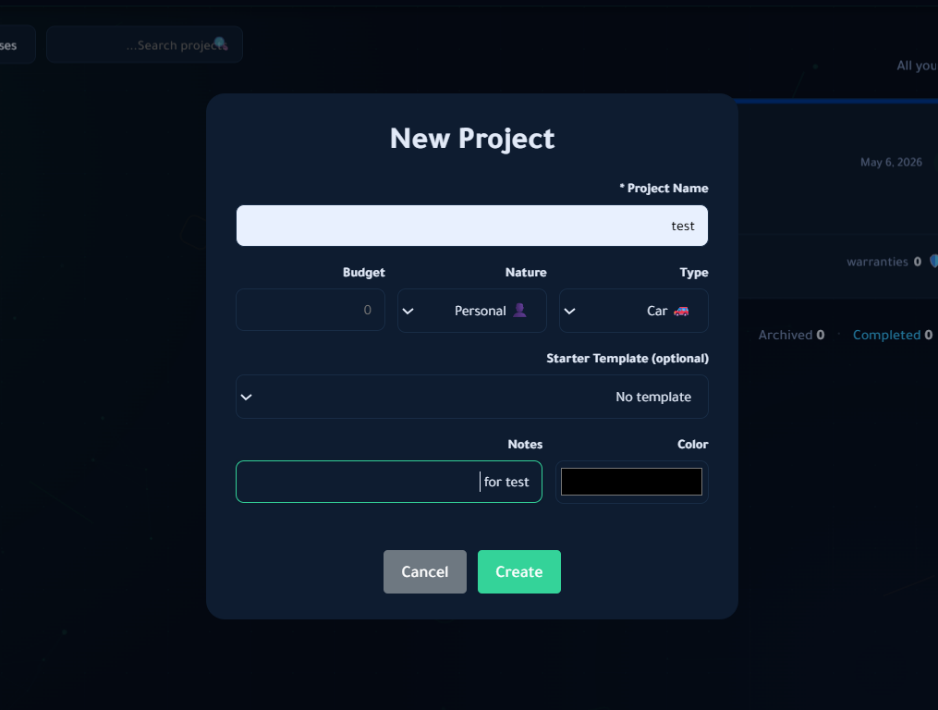 ses
...Search projects
All you
New Project
* Project Name
test
Type
Nature
Budget
Car
Personal
0
Starter Template (optional)
No template
Color
Notes
for test
Cancel
Create
May 6, 2026
warranties 0
Archived 0 · Completed 0